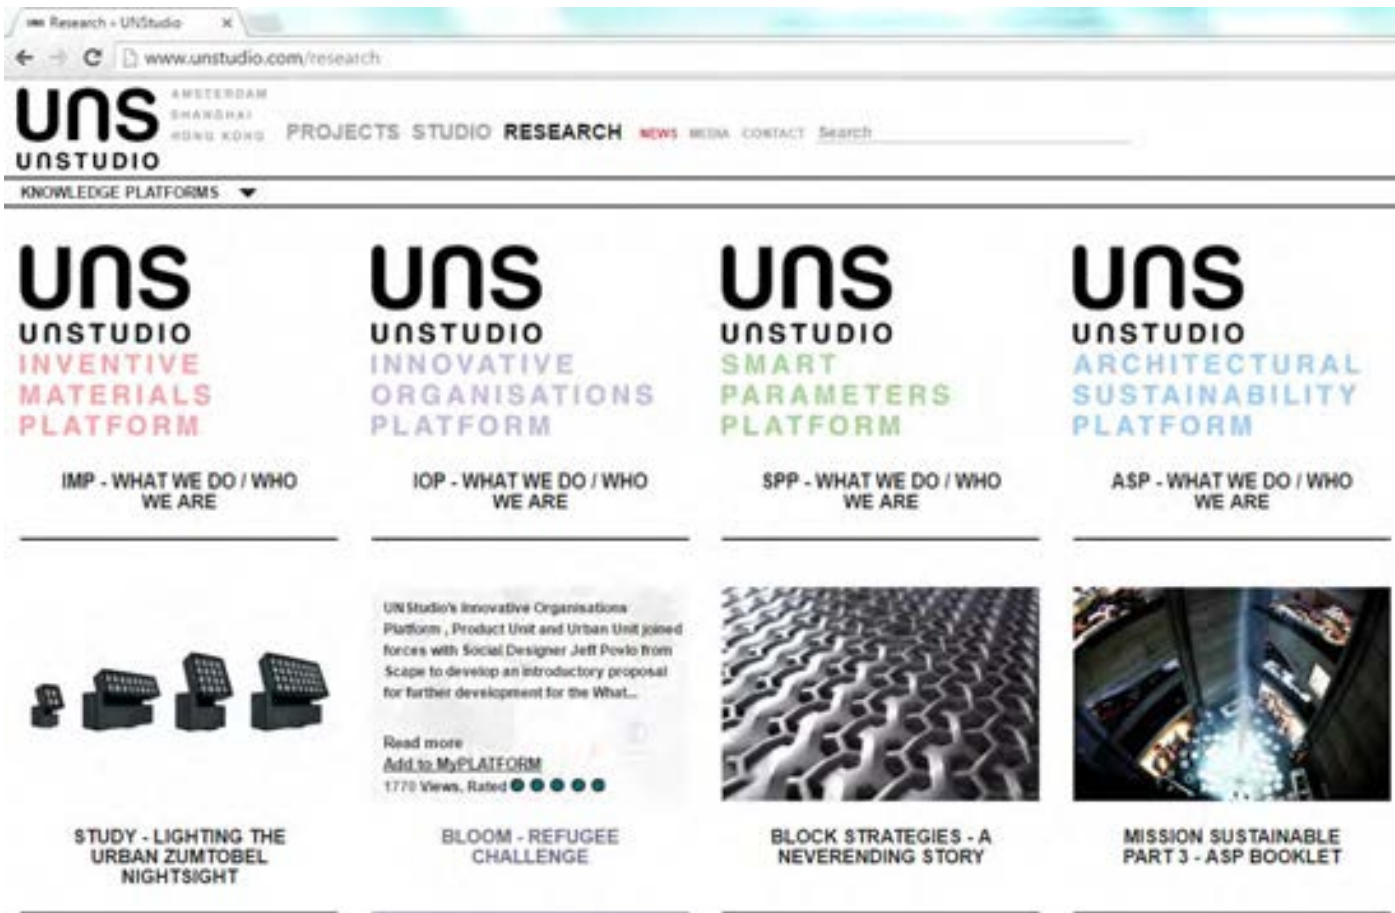 Research - UNStudio
www.unstudio.com/research
UNS
UNSTUDIO
AMSTERDAM
SHANGHAI
HONG KONG
PROJECTS STUDIO RESEARCH NEWS MEDIA CONTACT Search
KNOWLEDGE PLATFORMS
UNS
UNSTUDIO
INVENTIVE
MATERIALS
PLATFORM
IMP - WHAT WE DO / WHO
WE ARE
UNS
UNSTUDIO
INNOVATIVE
ORGANISATIONS
PLATFORM
IOP - WHAT WE DO / WHO
WE ARE
UNS
UNSTUDIO
SMART
PARAMETERS
PLATFORM
SPP - WHAT WE DO / WHO
WE ARE
UNS
UNSTUDIO
ARCHITECTURAL
SUSTAINABILITY
PLATFORM
ASP - WHAT WE DO / WHO
WE ARE
STUDY - LIGHTING THE
URBAN ZUMTOBEL
NIGHTSIGHT
UNStudio's Innovative Organisations
Platform , Product Unit and Urban Unit joined
forces with Social Designer Jeff Povlo from
Scape to develop an introductory proposal
for further development for the What...
Read more
Add to MyPLATFORM
1770 Views, Rated
BLOOM - REFUGEE
CHALLENGE
BLOCK STRATEGIES - A
NEVERENDING STORY
MISSION SUSTAINABLE
PART 3 - ASP BOOKLET